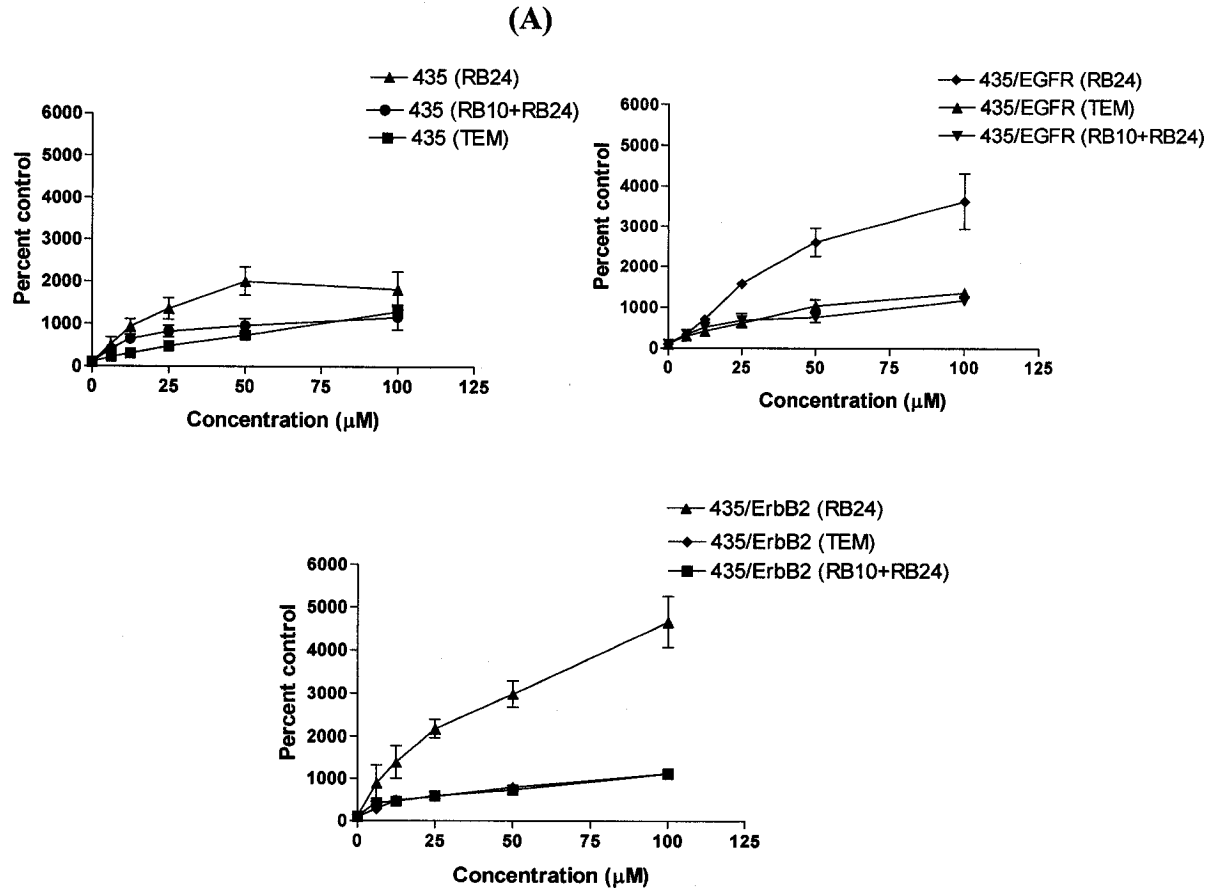 (A)
435 (RB24)
435 (RB10+RB24)
435 (TEM)
6000
5000
4000
3000
2000
1000
0
Percent control
0 25 50 75 100 125
Concentration (μM)
435/EGFR (RB24)
435/EGFR (TEM)
435/EGFR (RB10+RB24)
6000
5000
4000
3000
2000
1000
0
Percent control
0 25 50 75 100 125
Concentration (μM)
435/ErbB2 (RB24)
435/ErbB2 (TEM)
435/ErbB2 (RB10+RB24)
6000
5000
4000
3000
2000
1000
0
Percent control
0 25 50 75 100 125
Concentration (μM)